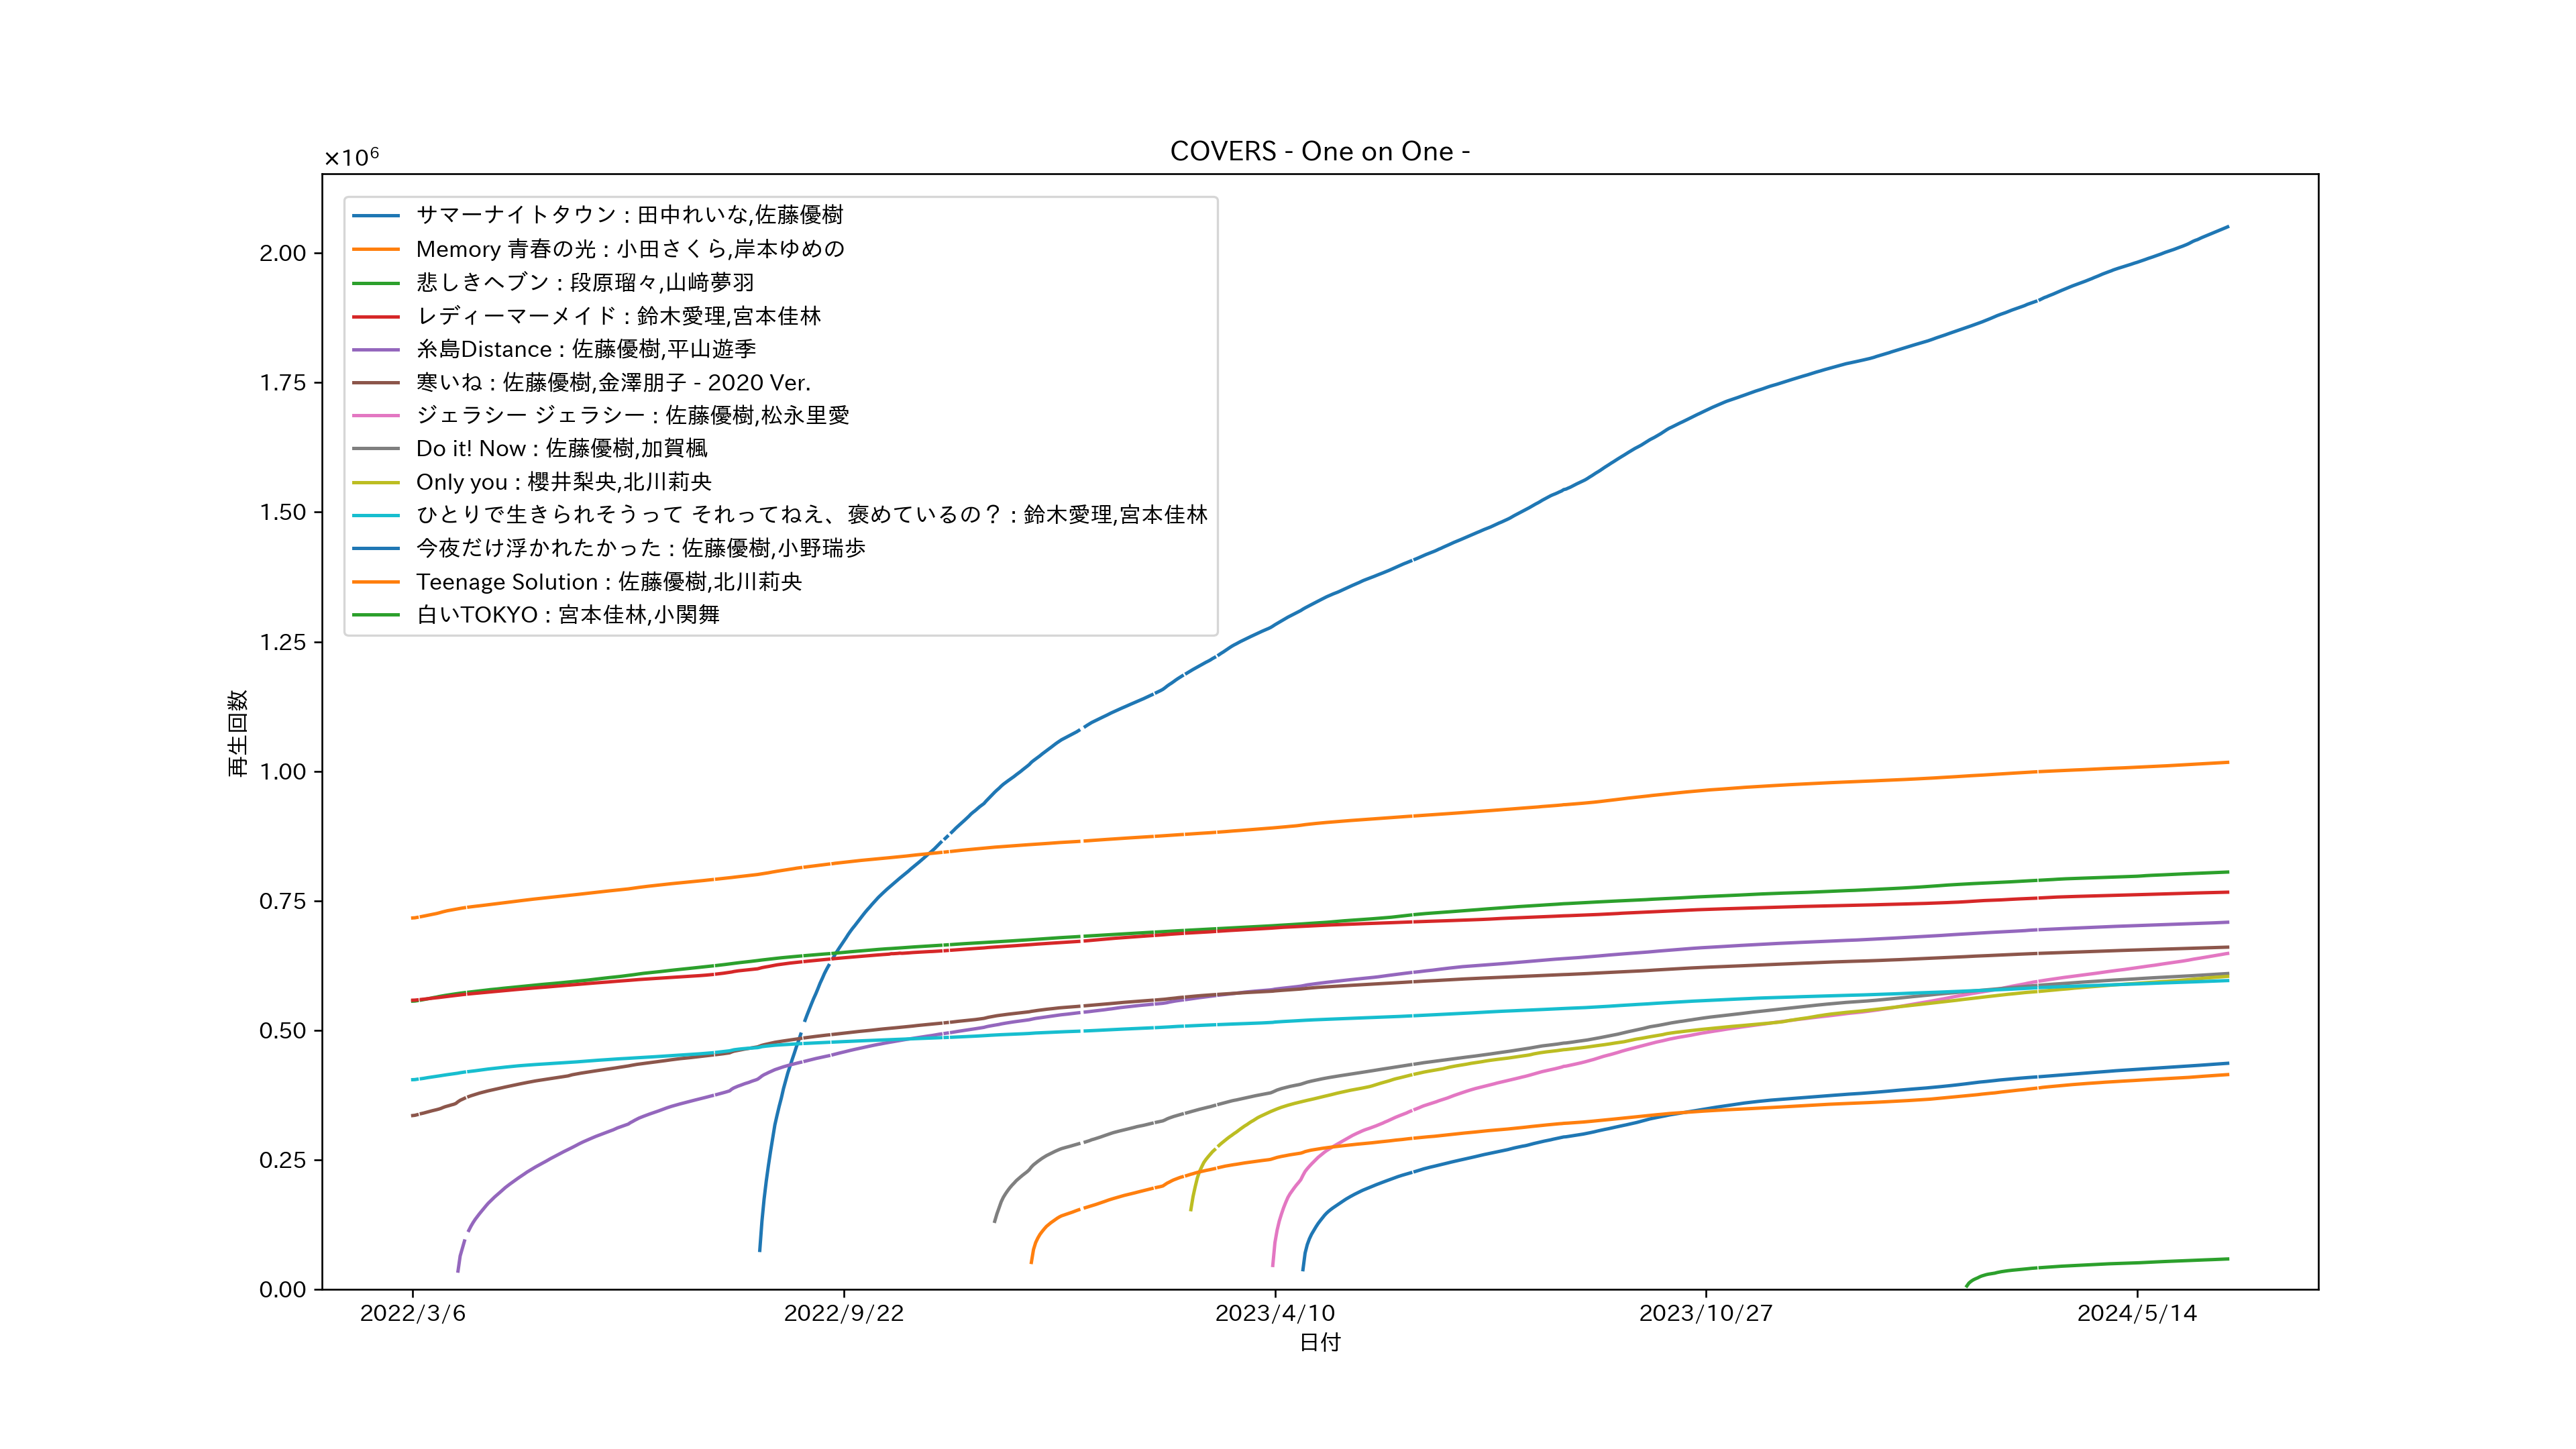 COVERS - One on One -
×10⁶
サマーナイトタウン : 田中れいな,佐藤優樹
Memory 青春の光 : 小田さくら,岸本ゆめの
悲しきヘブン : 段原瑠々,山﨑夢羽
レディーマーメイド : 鈴木愛理,宮本佳林
糸島Distance : 佐藤優樹,平山遊季
寒いね : 佐藤優樹,金澤朋子 - 2020 Ver.
ジェラシー ジェラシー : 佐藤優樹,松永里愛
Do it! Now : 佐藤優樹,加賀楓
Only you : 櫻井梨央,北川莉央
ひとりで生きられそうって それってねえ、褒めているの？ : 鈴木愛理,宮本佳林
今夜だけ浮かれたかった : 佐藤優樹,小野瑞歩
Teenage Solution : 佐藤優樹,北川莉央
白いTOKYO : 宮本佳林,小関舞
2.00
1.75
1.50
1.25
1.00
0.75
0.50
0.25
0.00
再生回数
2022/3/6
2022/9/22
2023/4/10
2023/10/27
2024/5/14
日付